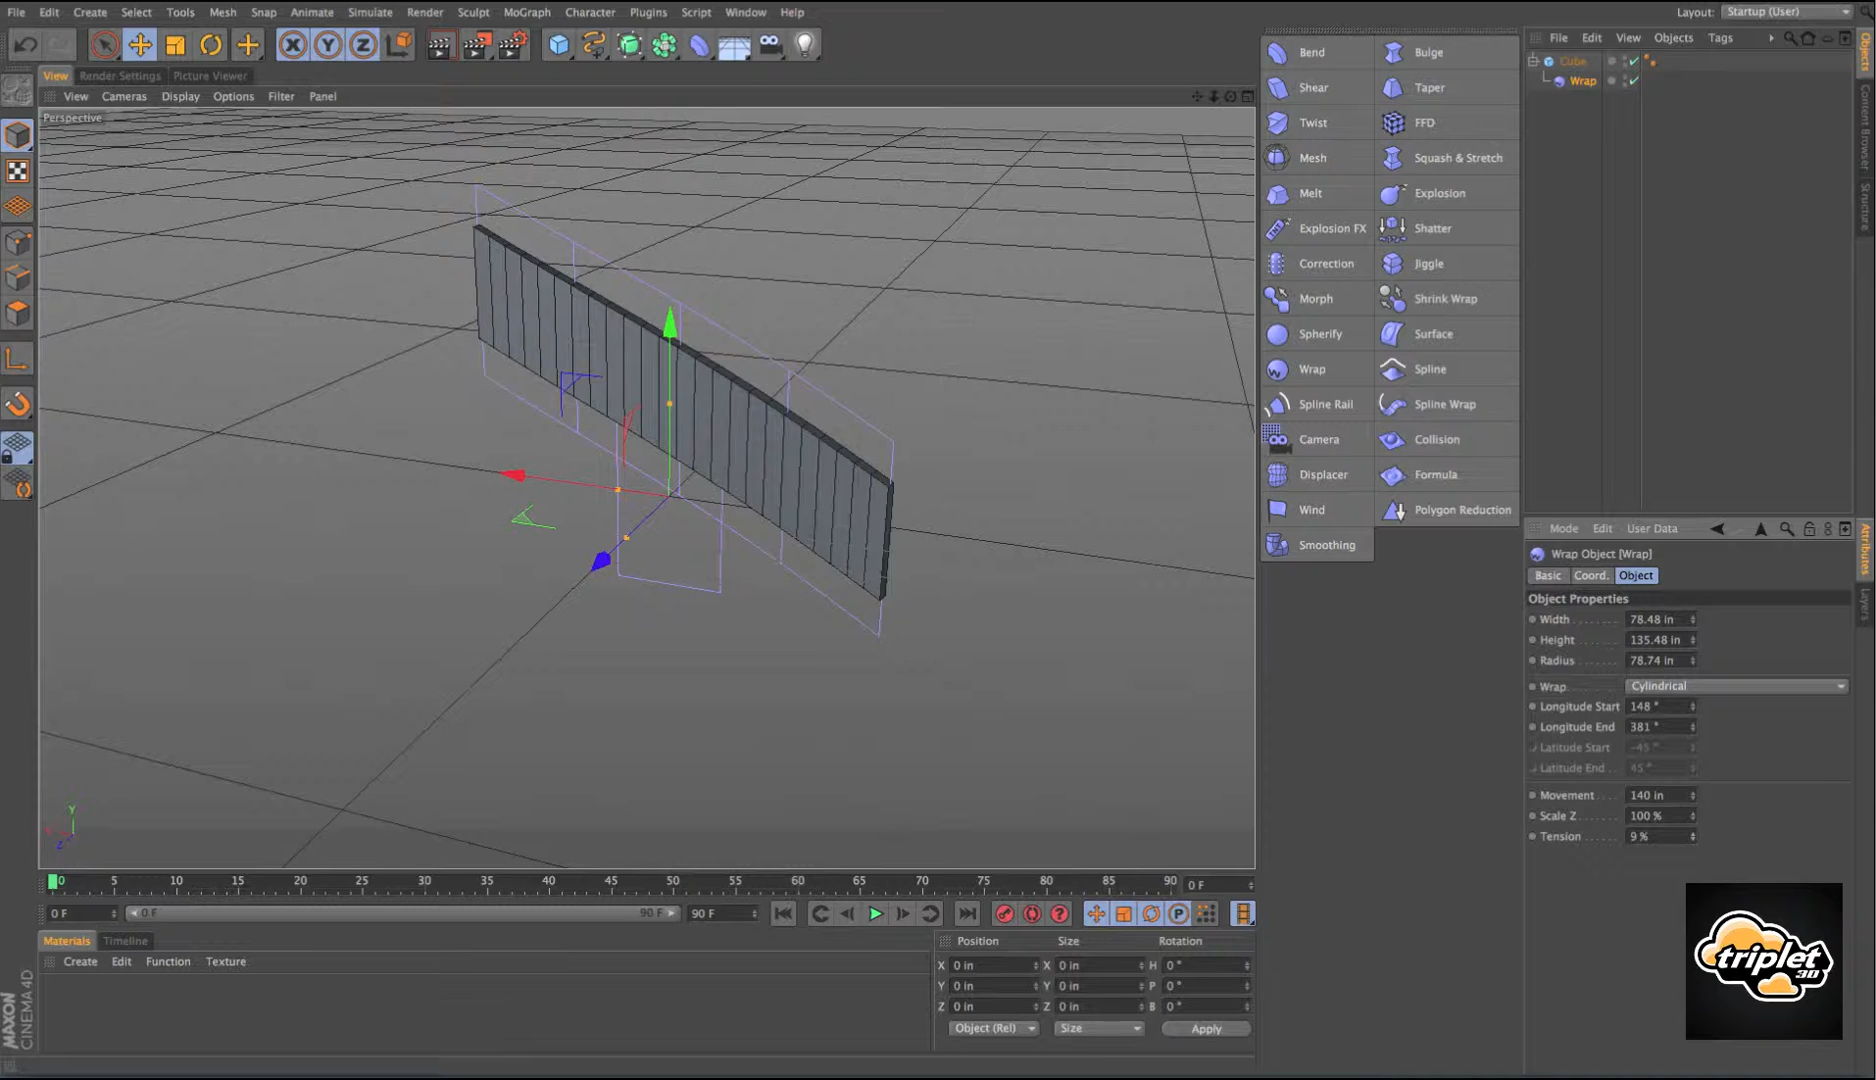 File Edit Create Select Tools Mesh Snap Animate Simulate Render Sculpt MoGraph Character Plugins Script Window Help
Layout: Startup (User)
X Y Z
View Render Settings Picture Viewer
View Cameras Display Options Filter Panel
Perspective
Bend Bulge
Shear Taper
Twist FFD
Mesh Squash & Stretch
Melt Explosion
Explosion FX Shatter
Correction Jiggle
Morph Shrink Wrap
Spherify Surface
Wrap Spline
Spline Rail Spline Wrap
Camera Collision
Displacer Formula
Wind Polygon Reduction
Smoothing
File Edit View Objects Tags
Cube
Wrap
Objects
Content Browser
Structure
Mode Edit User Data
Wrap Object [Wrap]
Basic Coord. Object
Object Properties
Width 78.48 in
Height 135.48 in
Radius 78.74 in
Wrap Cylindrical
Longitude Start 148 °
Longitude End 381 °
Latitude Start -45 °
Latitude End 45 °
Movement 140 in
Scale Z 100 %
Tension 9 %
Attributes
Layers
Y
Z
0 5 10 15 20 25 30 35 40 45 50 55 60 65 70 75 80 85 90 0 F
0 F 0 F 90 F 90 F
P
Materials Timeline
Create Edit Function Texture
Position Size Rotation
X 0 in X 0 in H 0 °
Y 0 in Y 0 in P 0 °
Z 0 in Z 0 in B 0 °
Object (Rel) Size Apply
MAXON
CINEMA 4D
triplet
3D